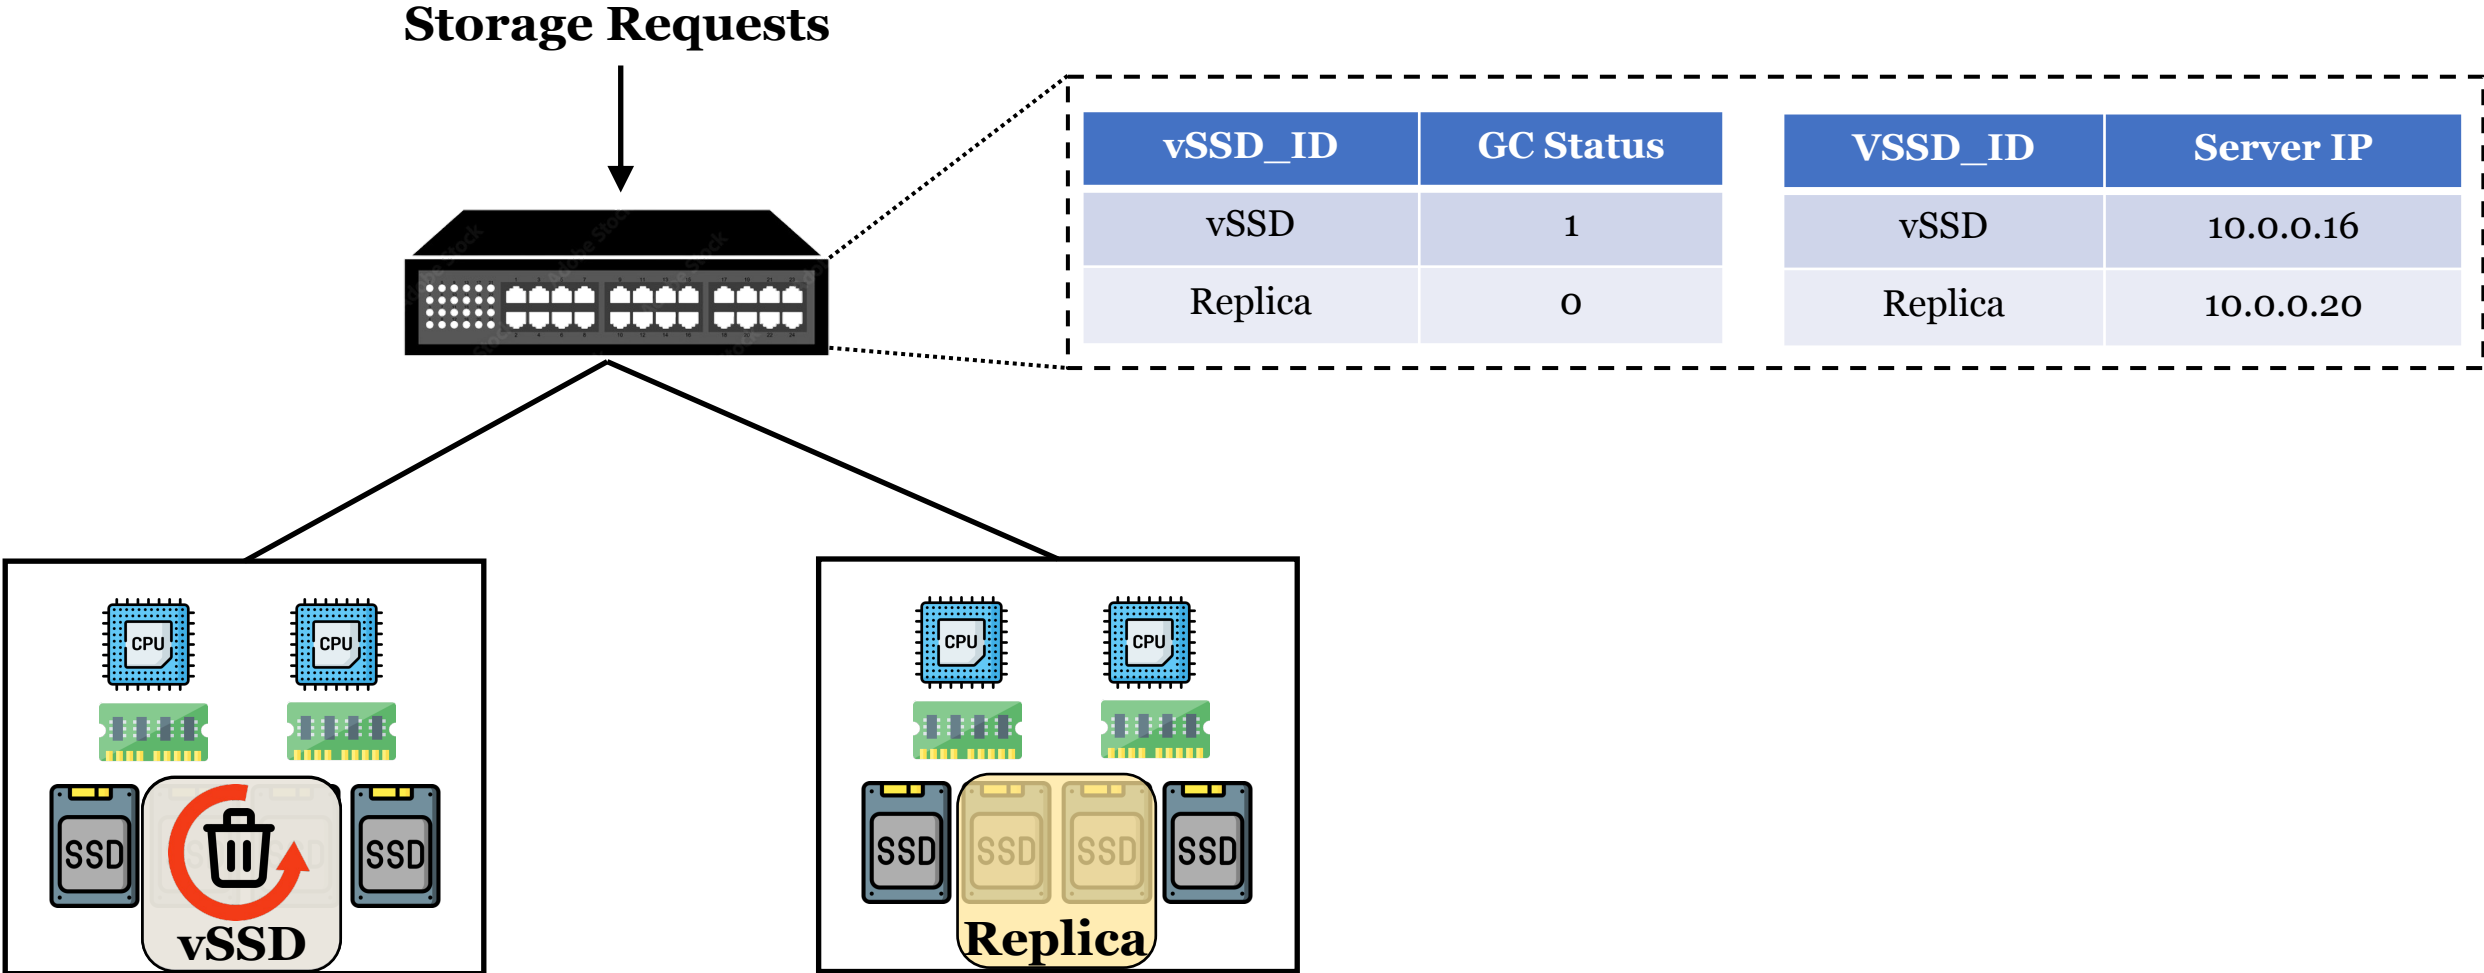 Storage Requests
vSSD_ID GC Status
vSSD 1
Replica 0
VSSD_ID Server IP
vSSD 10.0.0.16
Replica 10.0.0.20
CPU CPU
SSD SSD
vSSD
CPU CPU
SSD SSD SSD SSD
Replica